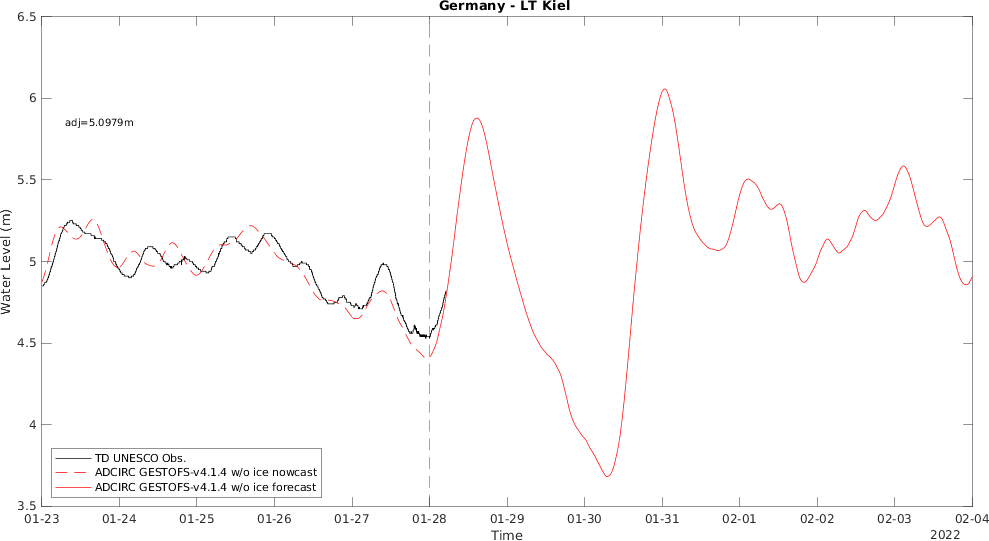 Germany - LT Kiel
6.5
6
5.5
5
4.5
4
3.5
Water Level (m)
adj=5.0979m
TD UNESCO Obs.
ADCIRC GESTOFS-v4.1.4 w/o ice nowcast
ADCIRC GESTOFS-v4.1.4 w/o ice forecast
01-23 01-24 01-25 01-26 01-27 01-28 01-29 01-30 01-31 02-01 02-02 02-03 02-04
Time
2022